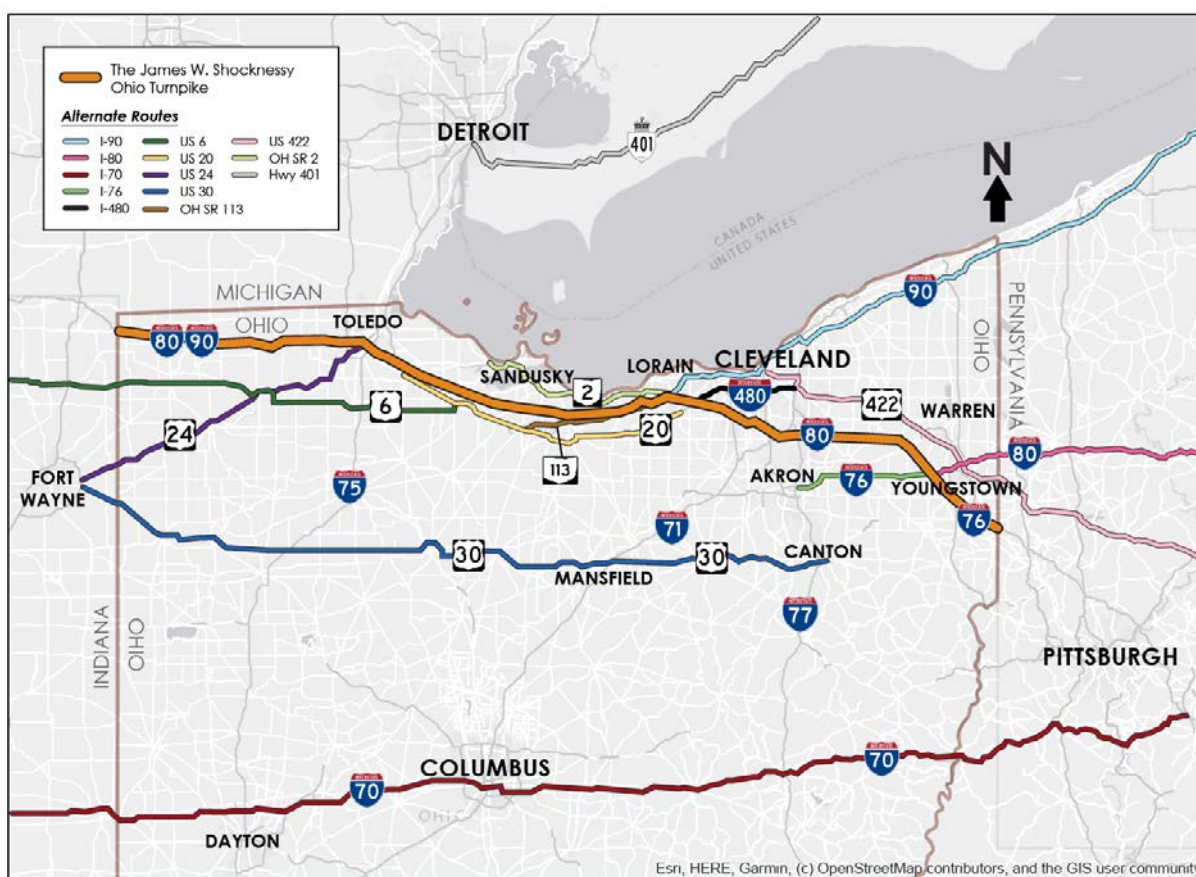 The James W. Shocknessy
Ohio Turnpike
Alternate Routes
I-90
I-80
I-70
I-76
I-480
US 6
US 20
US 24
US 30
OH SR 113
US 422
OH SR 2
Hwy 401
DETROIT
401
N
CANADA
UNITED STATES
90
MICHIGAN
OHIO
TOLEDO
80
90
SANDUSKY
2
LORAIN
CLEVELAND
480
PENNSYLVANIA
OHIO
6
24
20
422
WARREN
113
80
80
FORT
WAYNE
75
AKRON
76
YOUNGSTOWN
76
71
30
30
CANTON
MANSFIELD
77
INDIANA
OHIO
PITTSBURGH
COLUMBUS
70
70
OHIO
DAYTON
Esri, HERE, Garmin, (c) OpenStreetMap contributors, and the GIS user community